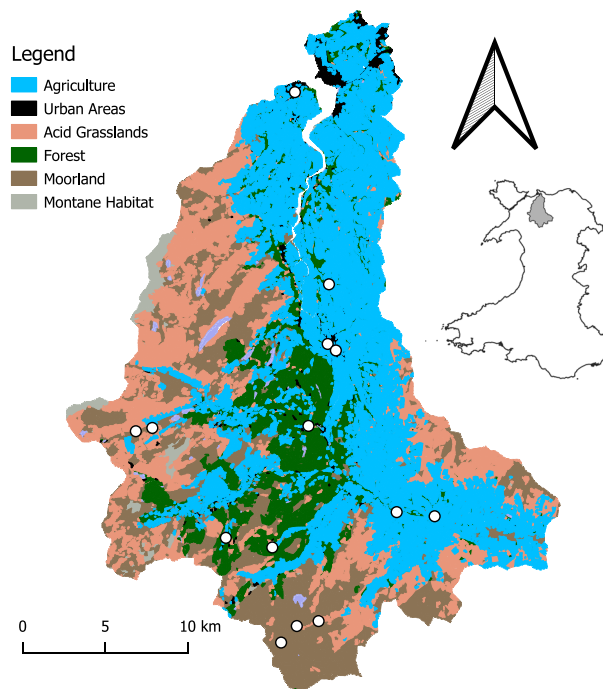 Legend
Agriculture
Urban Areas
Acid Grasslands
Forest
Moorland
Montane Habitat
0 5 10 km